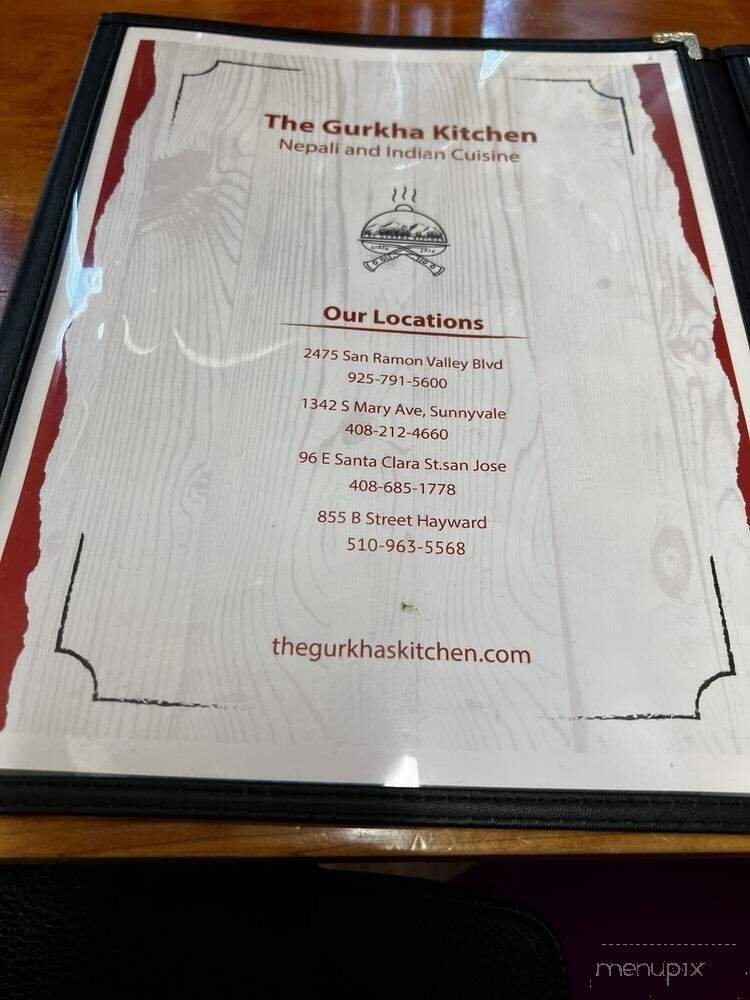 The Gurkha Kitchen
Nepali and Indian Cuisine
Our Locations
2475 San Ramon Valley Blvd
925-791-5600
1342 S Mary Ave, Sunnyvale
408-212-4660
96 E Santa Clara St.san Jose
408-685-1778
855 B Street Hayward
510-963-5568
thegurkhaskitchen.com
menupix